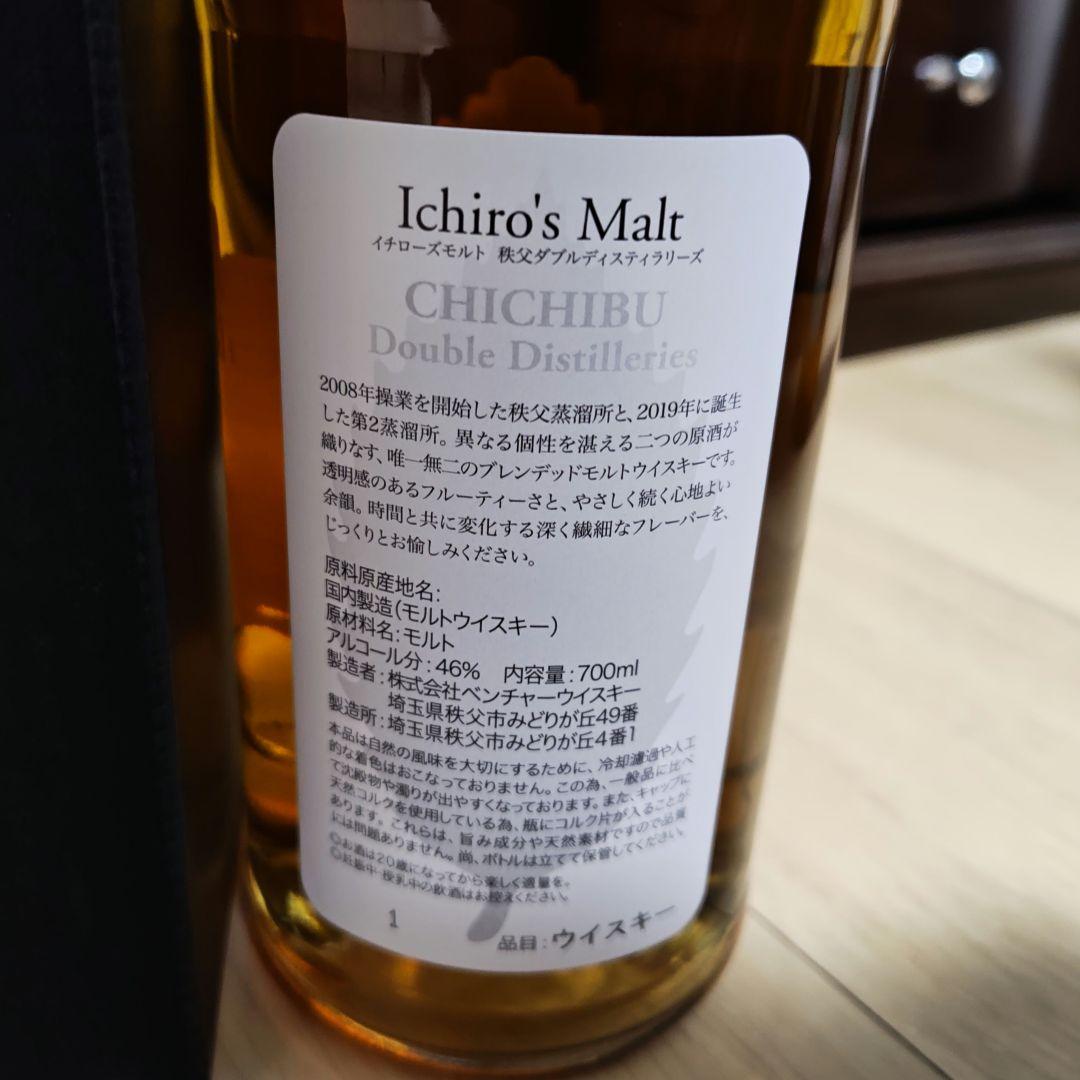 Ichiro's Malt
イチローズモルト 秩父ダブルディスティラリーズ
CHICHIBU
Double Distilleries
2008年操業を開始した秩父蒸溜所と、2019年に誕生
した第2蒸溜所。異なる個性を湛える二つの原酒が
織りなす、唯一無二のブレンデッドモルトウイスキーです。
透明感のあるフルーティーさと、やさしく続く心地よい
余韻。時間と共に変化する深く繊細なフレーバーを、
じっくりとお愉しみください。
原料原産地名:
国内製造(モルトウイスキー)
原材料名:モルト
アルコール分:46% 内容量:700ml
製造者:株式会社ベンチャーウイスキー
埼玉県秩父市みどりが丘49番
製造所:埼玉県秩父市みどりが丘4番1
本品は自然の風味を大切にするために、冷却濾過や人工
的な着色はおこなっておりません。この為、一般品に比べ
て沈殿物や濁りが出やすくなっております。また、キャップに
天然コルクを使用している為、瓶にコルク片が入ることが
あります。これらは、旨み成分や天然素材ですので品質
には問題ありません。尚、ボトルは立てて保管してください。
◎お酒は20歳になってから楽しく適量を。
◎妊娠中・授乳中の飲酒はお控えください。
1
品目:ウイスキー